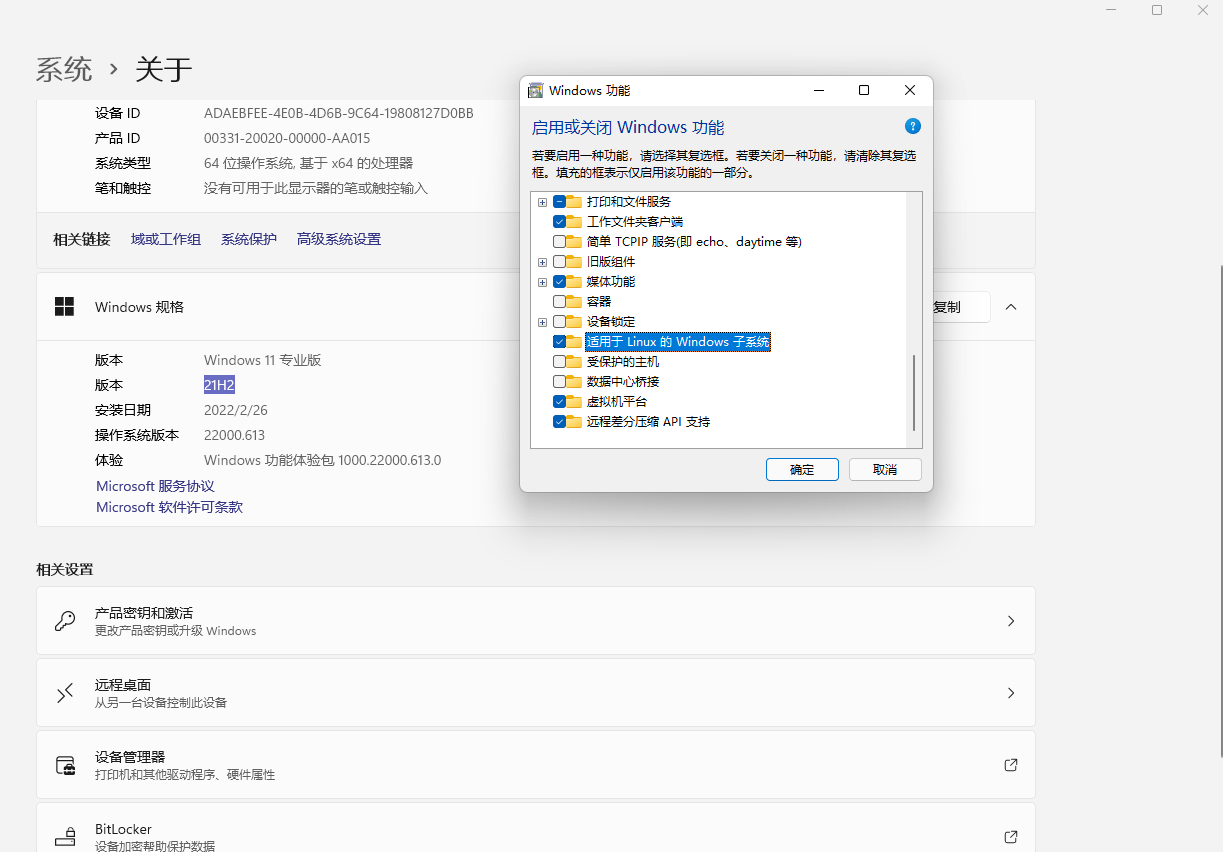 系统 › 关于
设备 ID ADAEBFEE-4E0B-4D6B-9C64-19808127D0BB
产品 ID 00331-20020-00000-AA015
系统类型 64 位操作系统, 基于 x64 的处理器
笔和触控 没有可用于此显示器的笔或触控输入
相关链接 域或工作组 系统保护 高级系统设置
Windows 规格
复制
版本 Windows 11 专业版
版本 21H2
安装日期 2022/2/26
操作系统版本 22000.613
体验 Windows 功能体验包 1000.22000.613.0
Microsoft 服务协议
Microsoft 软件许可条款
相关设置
产品密钥和激活
更改产品密钥或升级 Windows
远程桌面
从另一台设备控制此设备
设备管理器
打印机和其他驱动程序、硬件属性
BitLocker
设备加密帮助保护数据
Windows 功能
启用或关闭 Windows 功能
?
若要启用一种功能，请选择其复选框。若要关闭一种功能，请清除其复选
框。填充的框表示仅启用该功能的一部分。
打印和文件服务
工作文件夹客户端
简单 TCPIP 服务(即 echo、daytime 等)
旧版组件
媒体功能
容器
设备锁定
适用于 Linux 的 Windows 子系统
受保护的主机
数据中心桥接
虚拟机平台
远程差分压缩 API 支持
确定 取消